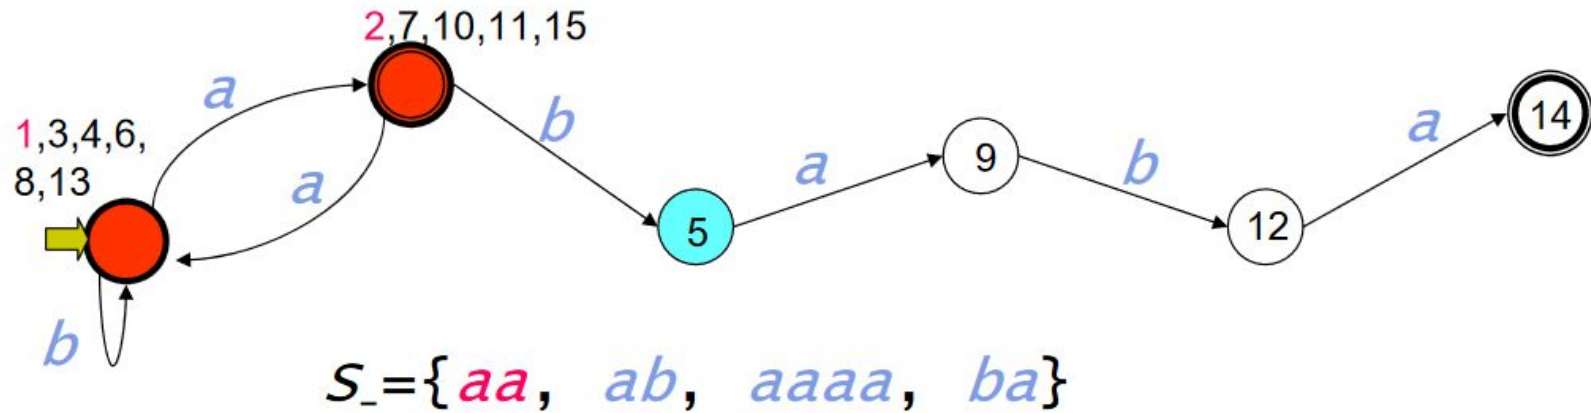 2,7,10,11,15
a
b
a
14
1,3,4,6,
8,13
a
a
9
b
12
5
b
S_={aa, ab, aaaa, ba}